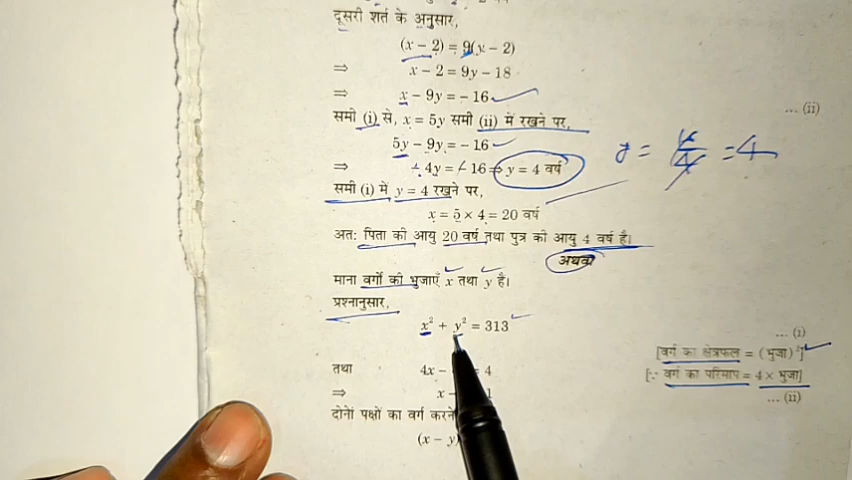 दूसरी शर्त के अनुसार,
(x − 2) = 9(y − 2)
⇒ x − 2 = 9y − 18
⇒ x − 9y = − 16 ... (ii)
समी (i) से, x = 5y समी (ii) में रखने पर,
5y − 9y = − 16
⇒ − 4y = − 16 ⇒ y = 4 वर्ष
y = 16/4 = 4
समी (i) में y = 4 रखने पर,
x = 5 × 4 = 20 वर्ष
अतः पिता की आयु 20 वर्ष तथा पुत्र की आयु 4 वर्ष है।
अथवा
माना वर्गों की भुजाएँ x तथा y है।
प्रश्नानुसार,
x² + y² = 313 ... (i)
[वर्ग का क्षेत्रफल = (भुजा)²]
तथा 4x − = 4 [∵ वर्ग का परिमाप = 4 × भुजा]
⇒ x − 1 ... (ii)
दोनों पक्षों का वर्ग करने
(x − y)